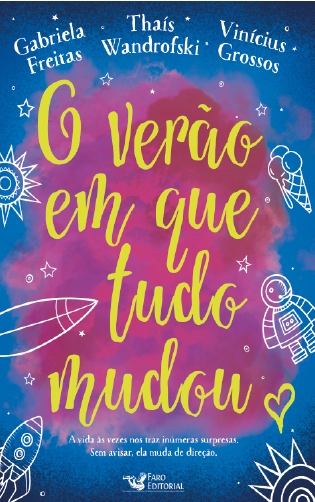 Gabriela
Freitas
Thaís
Wandrofski
Vinícius
Grossos
O verão
em que
tudo
mudou
A vida às vezes nos traz inúmeras surpresas.
Sem avisar, ela muda de direção.
FARO
EDITORIAL